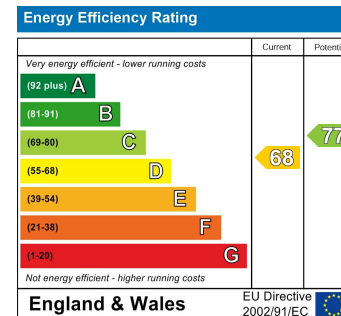 Energy Efficiency Rating
Current Potenti
Very energy efficient - lower running costs
(92 plus) A
(81-91) B
(69-80) C
(55-68) D
(39-54) E
(21-38) F
(1-20) G
68
77
Not energy efficient - higher running costs
England & Wales
EU Directive
2002/91/EC